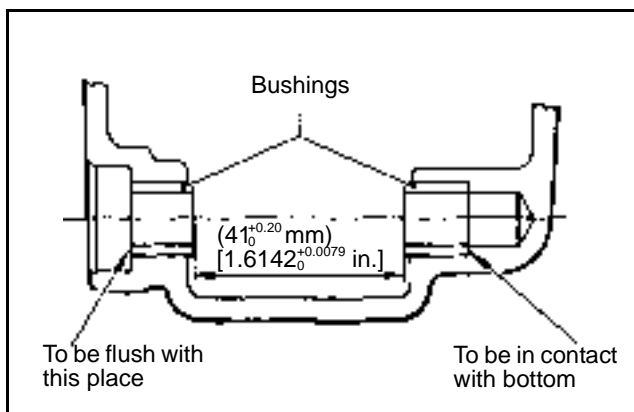 Bushings
(41 +0.20 0 mm)
[1.6142 +0.0079 0 in.]
To be flush with
this place
To be in contact
with bottom